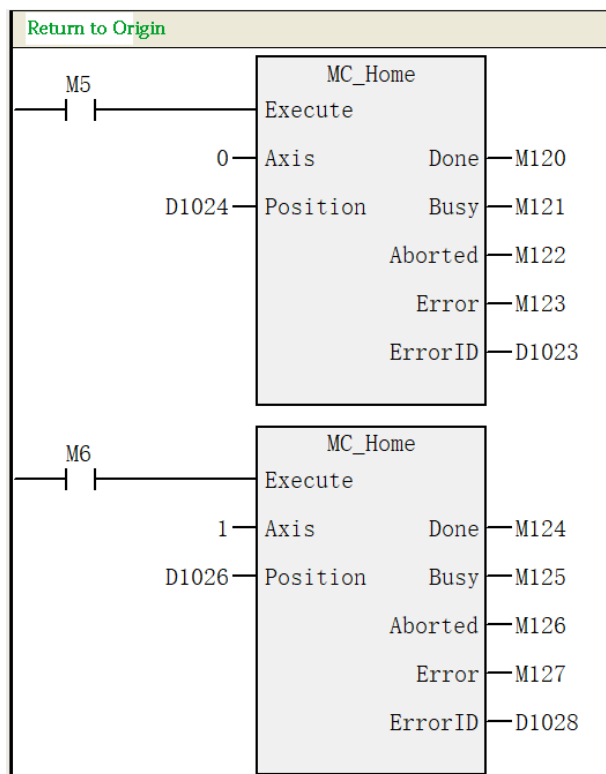 Return to Origin
MC_Home
M5
Execute
0 Axis Done M120
D1024 Position Busy M121
Aborted M122
Error M123
ErrorID D1023
MC_Home
M6
Execute
1 Axis Done M124
D1026 Position Busy M125
Aborted M126
Error M127
ErrorID D1028